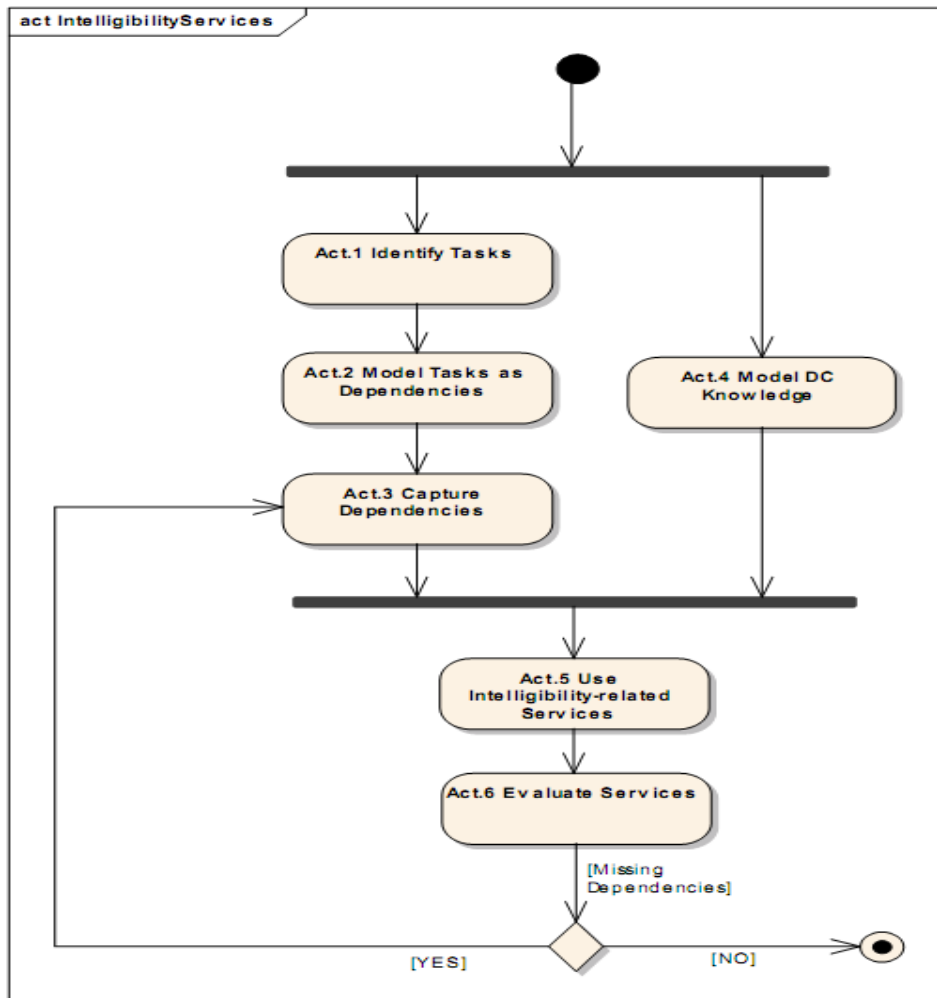 act IntelligibilityServices
Act.1 Identify Tasks
Act.2 Model Tasks as
Dependencies
Act.4 Model DC
Knowledge
Act.3 Capture
Dependencies
Act.5 Use
Intelligibility-related
Services
Act.6 Evaluate Services
[Missing
Dependencies]
[YES]
[NO]